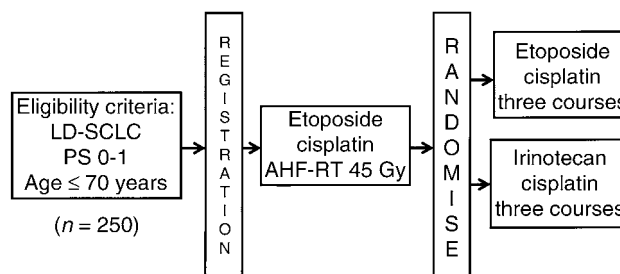 Eligibility criteria:
LD-SCLC
PS 0-1
Age ≤ 70 years
(n = 250)
REGISTRATION
Etoposide
cisplatin
AHF-RT 45 Gy
RANDOMISE
Etoposide
cisplatin
three courses
Irinotecan
cisplatin
three courses